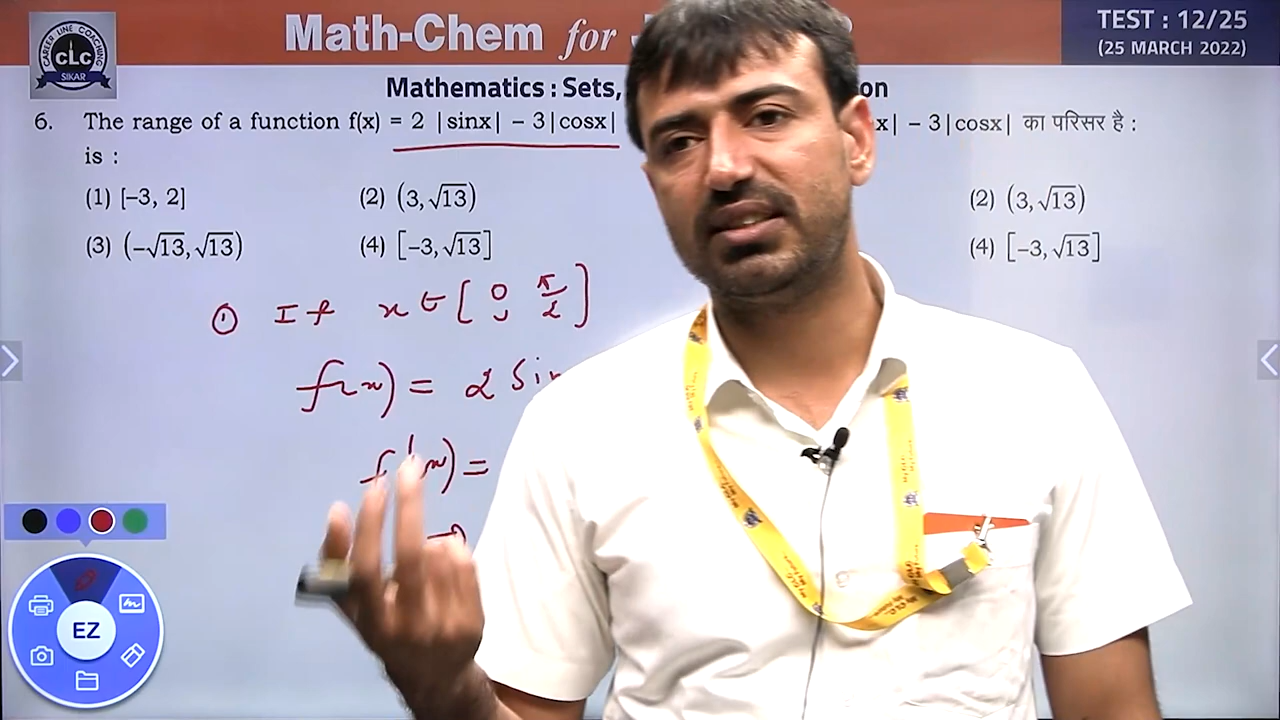 CAREER LINE COACHING
CLC
SIKAR
Math-Chem for
TEST : 12/25
(25 MARCH 2022)
Mathematics : Sets,
6. The range of a function f(x) = 2 |sinx| − 3|cosx|
is :
(1) [−3, 2] (2) (3, √13)
(3) (−√13, √13) (4) [−3, √13]
x| − 3|cosx| का परिसर है :
(2) (3, √13)
(4) [−3, √13]
① If x ∈ [0, π/2]
f(x) = 2 Sin
f'(x) =
EZ